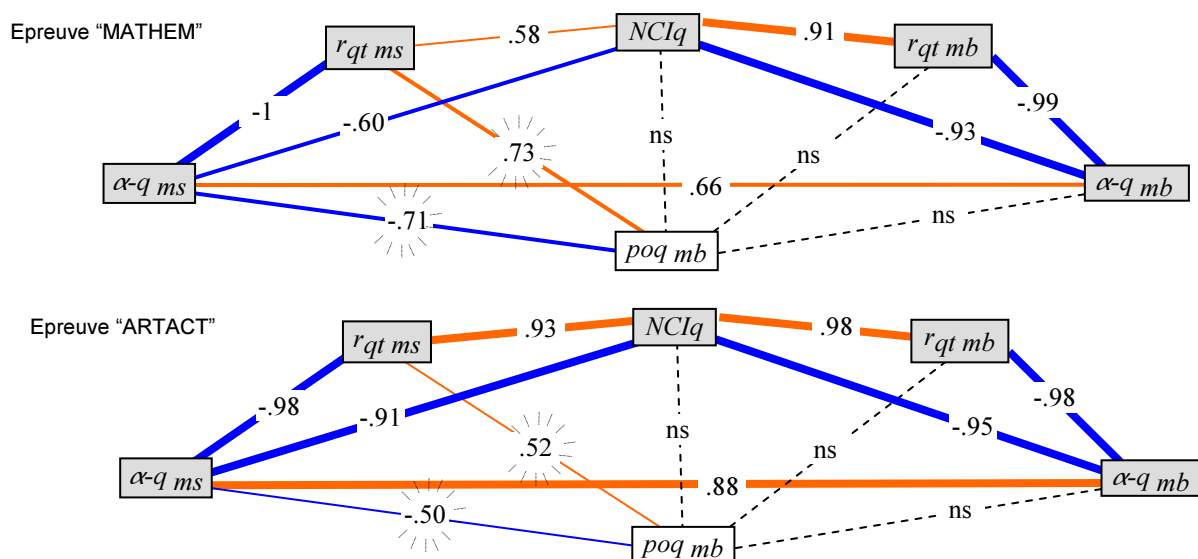 Epreuve “MATHEM”
r qt ms
.58
NCIq
.91
r qt mb
-1
-.60
-.93
-.99
.73
ns
ns
α-q ms
.66
α-q mb
-.71
ns
poq mb
Epreuve “ARTACT”
r qt ms
.93
NCIq
.98
r qt mb
-.98
-.91
-.95
-.98
.52
ns
ns
α-q ms
.88
α-q mb
-.50
ns
poq mb